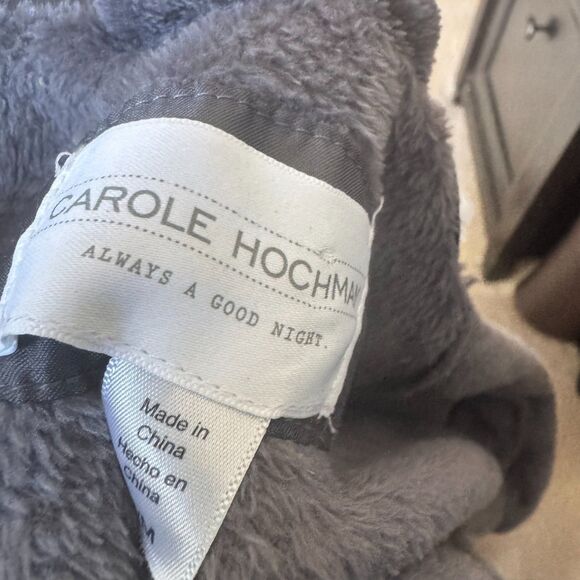 CAROLE HOCHMAN
ALWAYS A GOOD NIGHT.
Made in
China
Hecho en
China
M